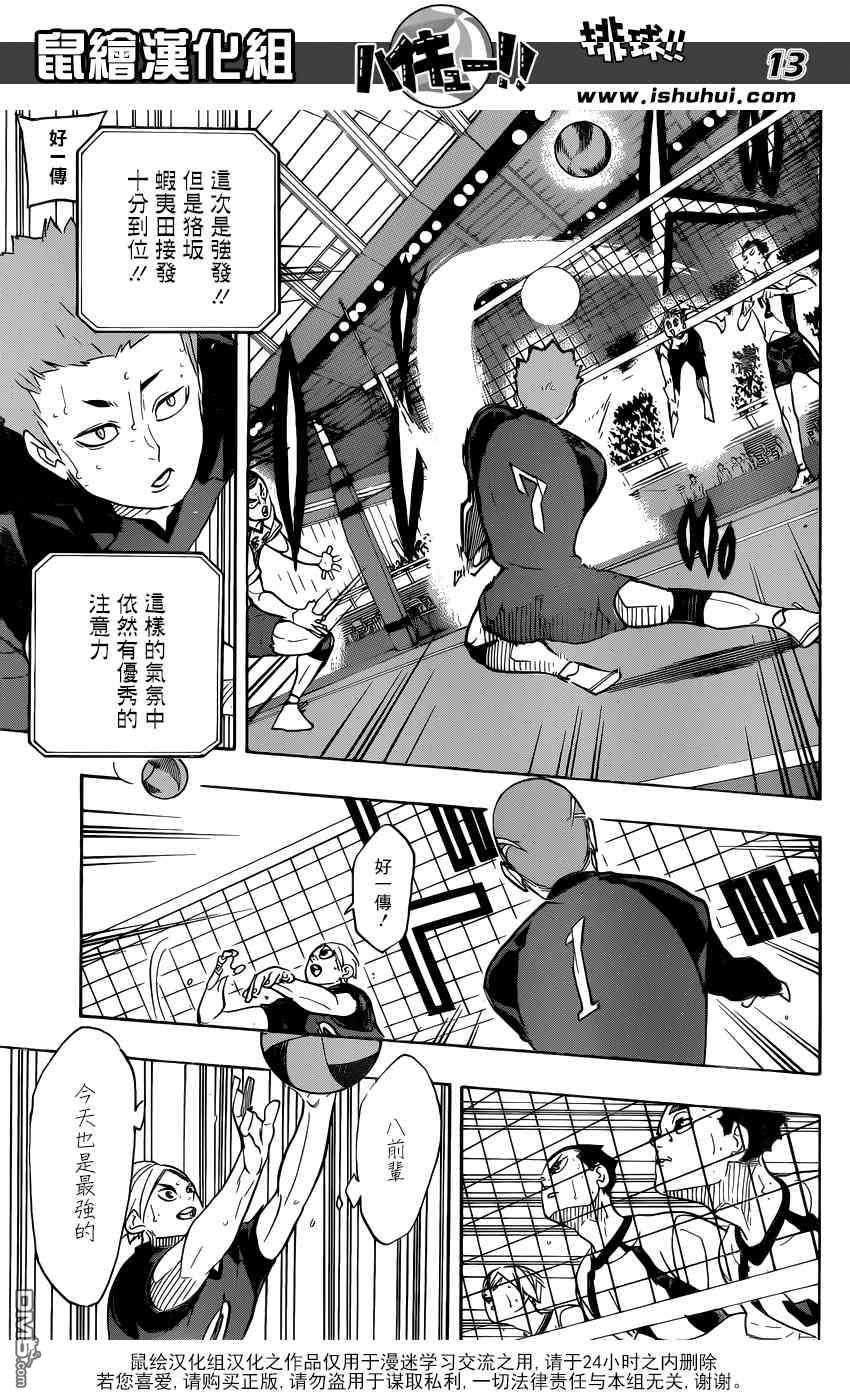 鼠繪漢化組
ハイキュー!!
排球!!
13
www.ishuhui.com
這次是強發!!
但是狢坂
蝦夷田接發
十分到位!!
好一傳
7
這樣的氣氛中
依然有優秀的
注意力
1
好一傳!
八前輩
今天也是最強的
DM5.com
鼠绘汉化组汉化之作品仅用于漫迷学习交流之用,请于24小时之内删除
若您喜爱,请购买正版,请勿盗用于谋取私利,一切法律责任与本组无关,谢谢。